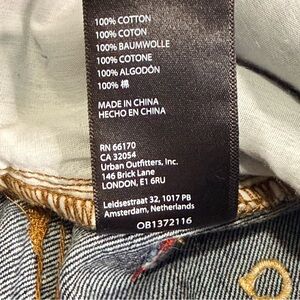 100% COTTON
100% COTON
100% BAUMWOLLE
100% COTONE
100% ALGODÓN
100% 棉
MADE IN CHINA
HECHO EN CHINA
RN 66170
CA 32054
Urban Outfitters, Inc.
146 Brick Lane
LONDON, E1 6RU
Leidsestraat 32, 1017 PB
Amsterdam, Netherlands
OB1372116